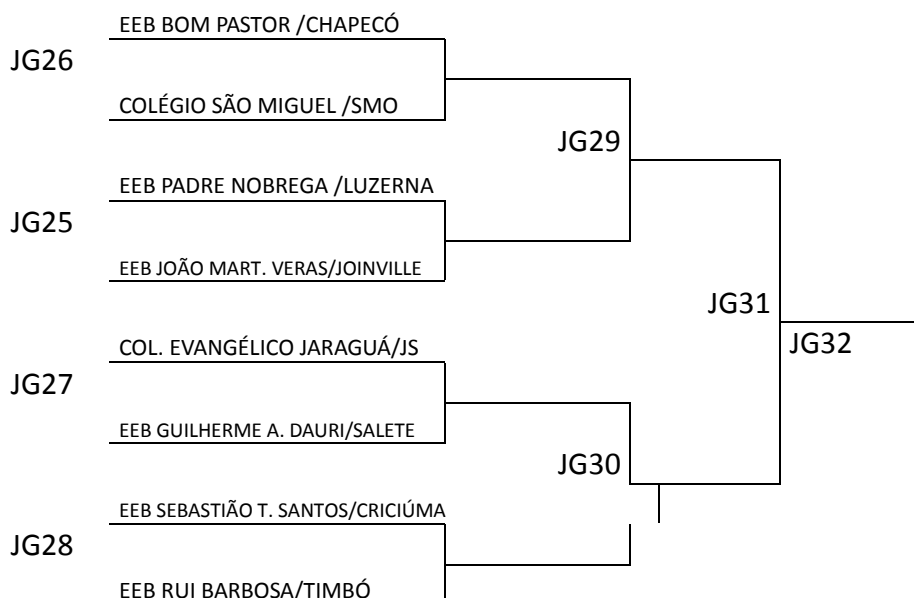 EEB BOM PASTOR /CHAPECÓ
JG26
COLÉGIO SÃO MIGUEL /SMO
JG29
EEB PADRE NOBREGA /LUZERNA
JG25
EEB JOÃO MART. VERAS/JOINVILLE
JG31
JG32
COL. EVANGÉLICO JARAGUÁ/JS
JG27
EEB GUILHERME A. DAURI/SALETE
JG30
EEB SEBASTIÃO T. SANTOS/CRICIÚMA
JG28
EEB RUI BARBOSA/TIMBÓ